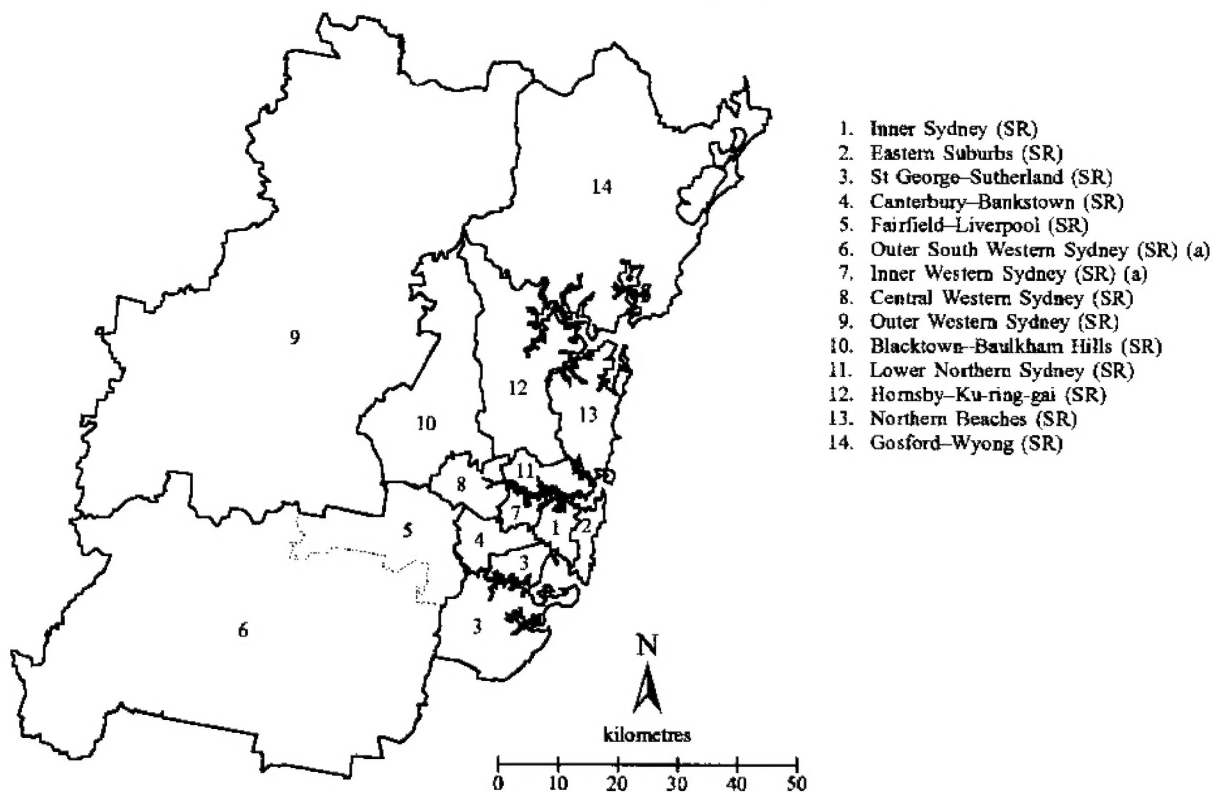 14
9
12
13
10
11
8
7
5
4
1
2
3
6
3
1. Inner Sydney (SR)
2. Eastern Suburbs (SR)
3. St George–Sutherland (SR)
4. Canterbury–Bankstown (SR)
5. Fairfield–Liverpool (SR)
6. Outer South Western Sydney (SR) (a)
7. Inner Western Sydney (SR) (a)
8. Central Western Sydney (SR)
9. Outer Western Sydney (SR)
10. Blacktown–Baulkham Hills (SR)
11. Lower Northern Sydney (SR)
12. Hornsby–Ku-ring-gai (SR)
13. Northern Beaches (SR)
14. Gosford–Wyong (SR)
N
kilometres
0 10 20 30 40 50